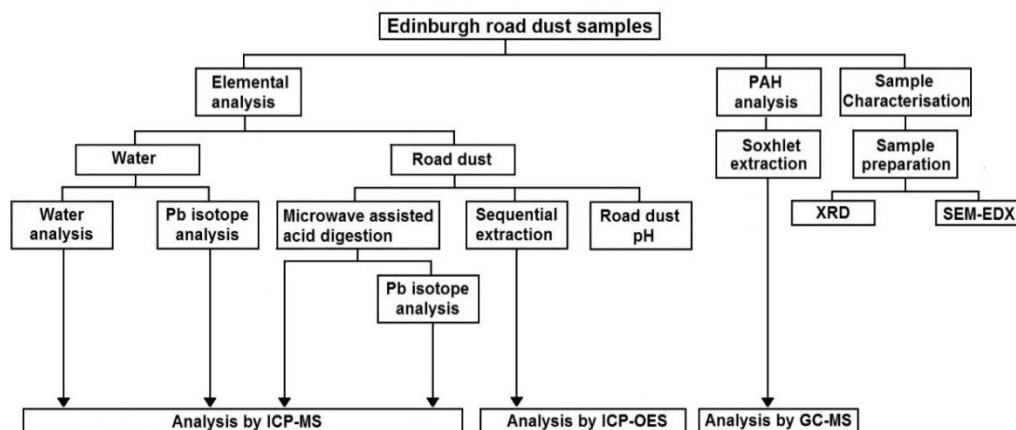 Edinburgh road dust samples
Elemental
analysis
PAH
analysis
Sample
Characterisation
Water
Road dust
Soxhlet
extraction
Sample
preparation
Water
analysis
Pb isotope
analysis
Microwave assisted
acid digestion
Sequential
extraction
Road dust
pH
XRD
SEM-EDX
Pb isotope
analysis
Analysis by ICP-MS
Analysis by ICP-OES
Analysis by GC-MS